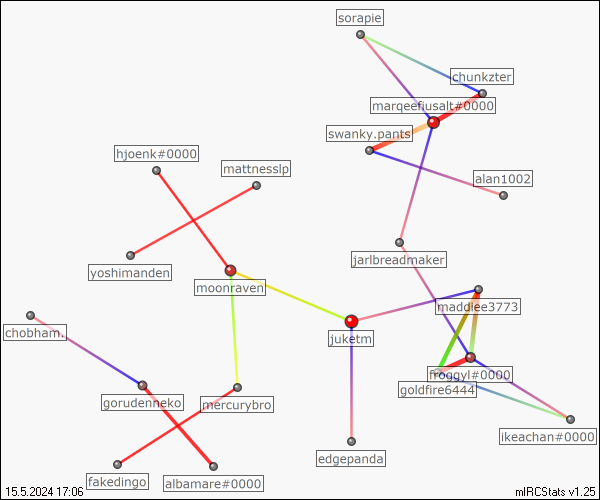 sorapie
chunkzter
marqeefiusalt#0000
swanky.pants
hjoenk#0000
mattnesslp
alan1002
jarlbreadmaker
yoshimanden
moonraven
maddiee3773
chobham.
juketm
froggyl#0000
goldfire6444
gorudenneko
mercurybro
ikeachan#0000
edgepanda
fakedingo
albamare#0000
15.5.2024 17:06
mIRCStats v1.25